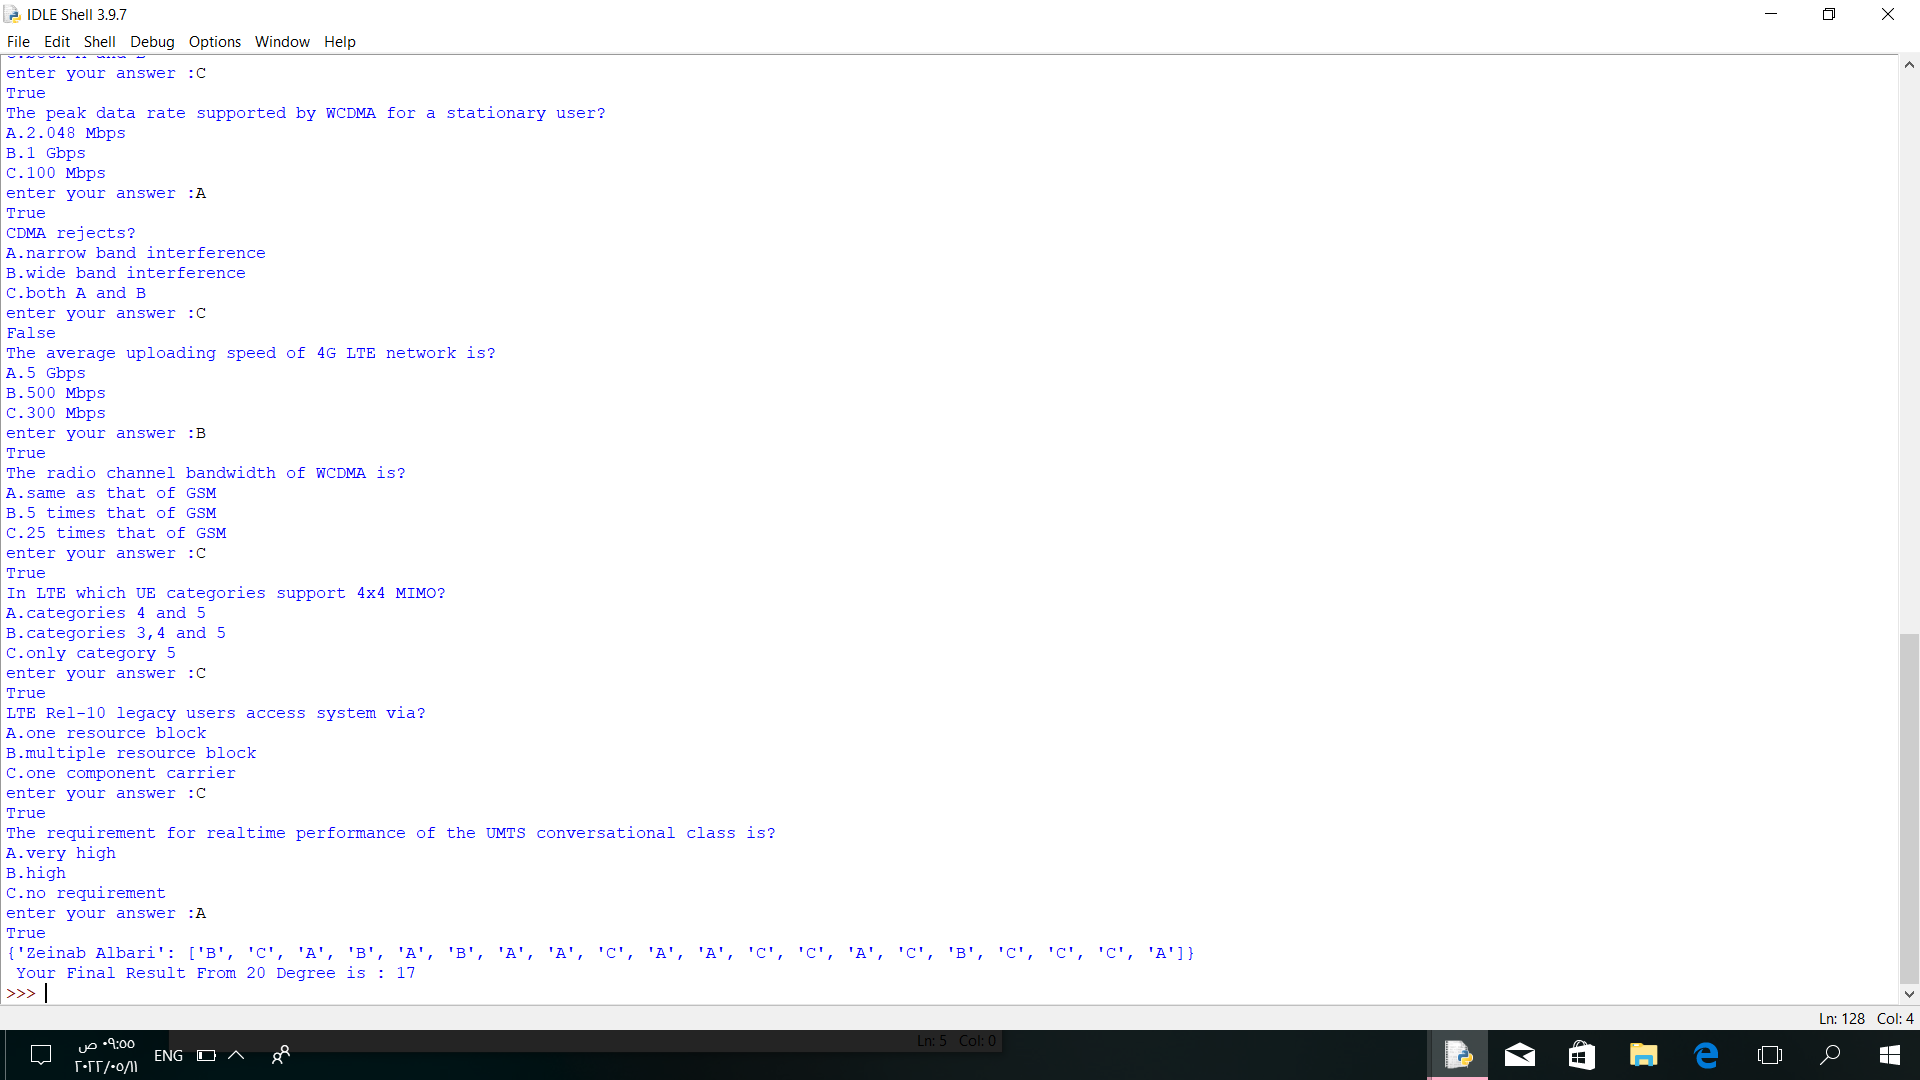 IDLE Shell 3.9.7
File Edit Shell Debug Options Window Help
C.both A and B
enter your answer :C
True
The peak data rate supported by WCDMA for a stationary user?
A.2.048 Mbps
B.1 Gbps
C.100 Mbps
enter your answer :A
True
CDMA rejects?
A.narrow band interference
B.wide band interference
C.both A and B
enter your answer :C
False
The average uploading speed of 4G LTE network is?
A.5 Gbps
B.500 Mbps
C.300 Mbps
enter your answer :B
True
The radio channel bandwidth of WCDMA is?
A.same as that of GSM
B.5 times that of GSM
C.25 times that of GSM
enter your answer :C
True
In LTE which UE categories support 4x4 MIMO?
A.categories 4 and 5
B.categories 3,4 and 5
C.only category 5
enter your answer :C
True
LTE Rel-10 legacy users access system via?
A.one resource block
B.multiple resource block
C.one component carrier
enter your answer :C
True
The requirement for realtime performance of the UMTS conversational class is?
A.very high
B.high
C.no requirement
enter your answer :A
True
{'Zeinab Albari': ['B', 'C', 'A', 'B', 'A', 'B', 'A', 'A', 'C', 'A', 'A', 'C', 'C', 'A', 'C', 'B', 'C', 'C', 'C', 'A']}
Your Final Result From 20 Degree is : 17
>>>
Ln: 128 Col: 4
Ln: 5 Col: 0
٠٩:٥٥ ص
ENG
٢٠٢٢/٠٥/١١